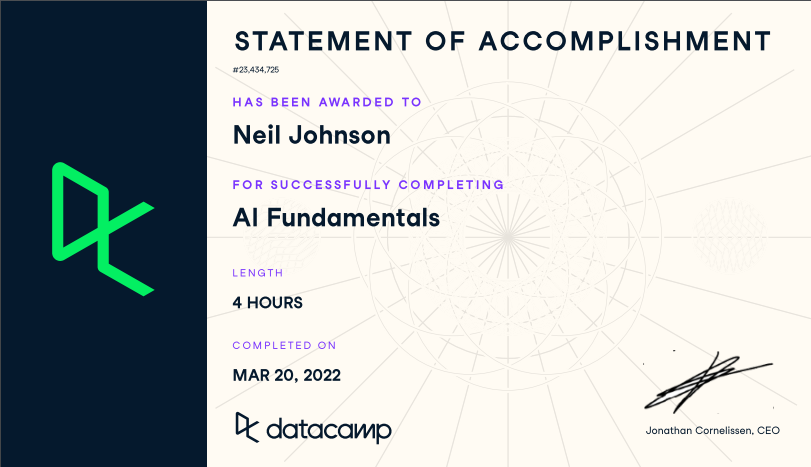 STATEMENT OF ACCOMPLISHMENT
#23,434,725
HAS BEEN AWARDED TO
Neil Johnson
FOR SUCCESSFULLY COMPLETING
AI Fundamentals
LENGTH
4 HOURS
COMPLETED ON
MAR 20, 2022
datacamp
Jonathan Cornelissen, CEO